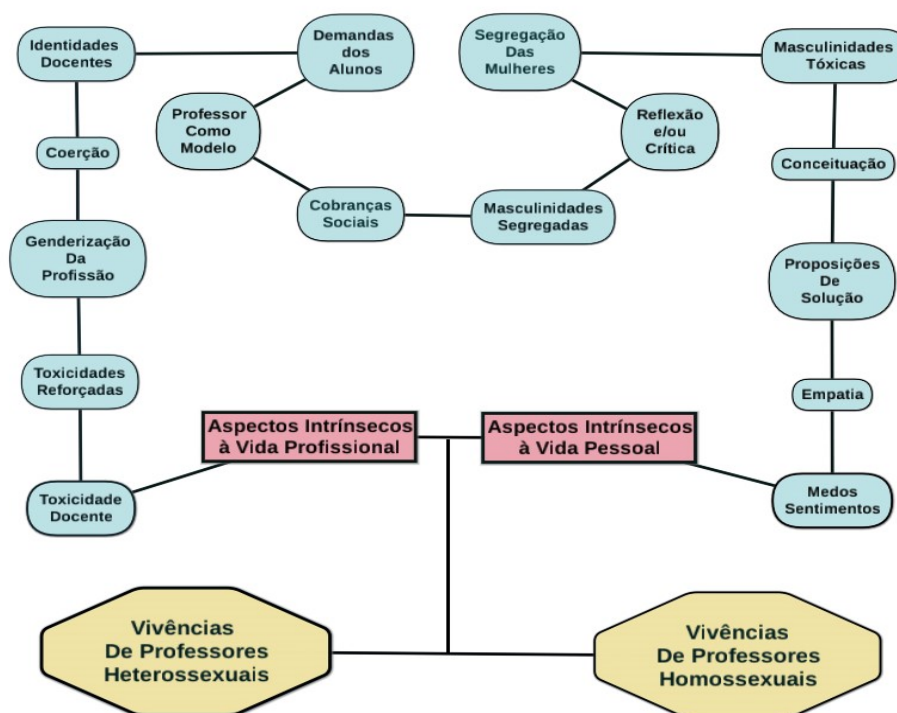 Identidades
Docentes
Demandas
dos
Alunos
Segregação
Das
Mulheres
Masculinidades
Tóxicas
Professor
Como
Modelo
Reflexão
e/ou
Crítica
Coerção
Conceituação
Cobranças
Sociais
Masculinidades
Segregadas
Genderização
Da
Profissão
Proposições
De
Solução
Toxicidades
Reforçadas
Empatia
Aspectos Intrínsecos
à Vida Profissional
Aspectos Intrínsecos
à Vida Pessoal
Toxicidade
Docente
Medos
Sentimentos
Vivências
De Professores
Heterossexuais
Vivências
De Professores
Homossexuais